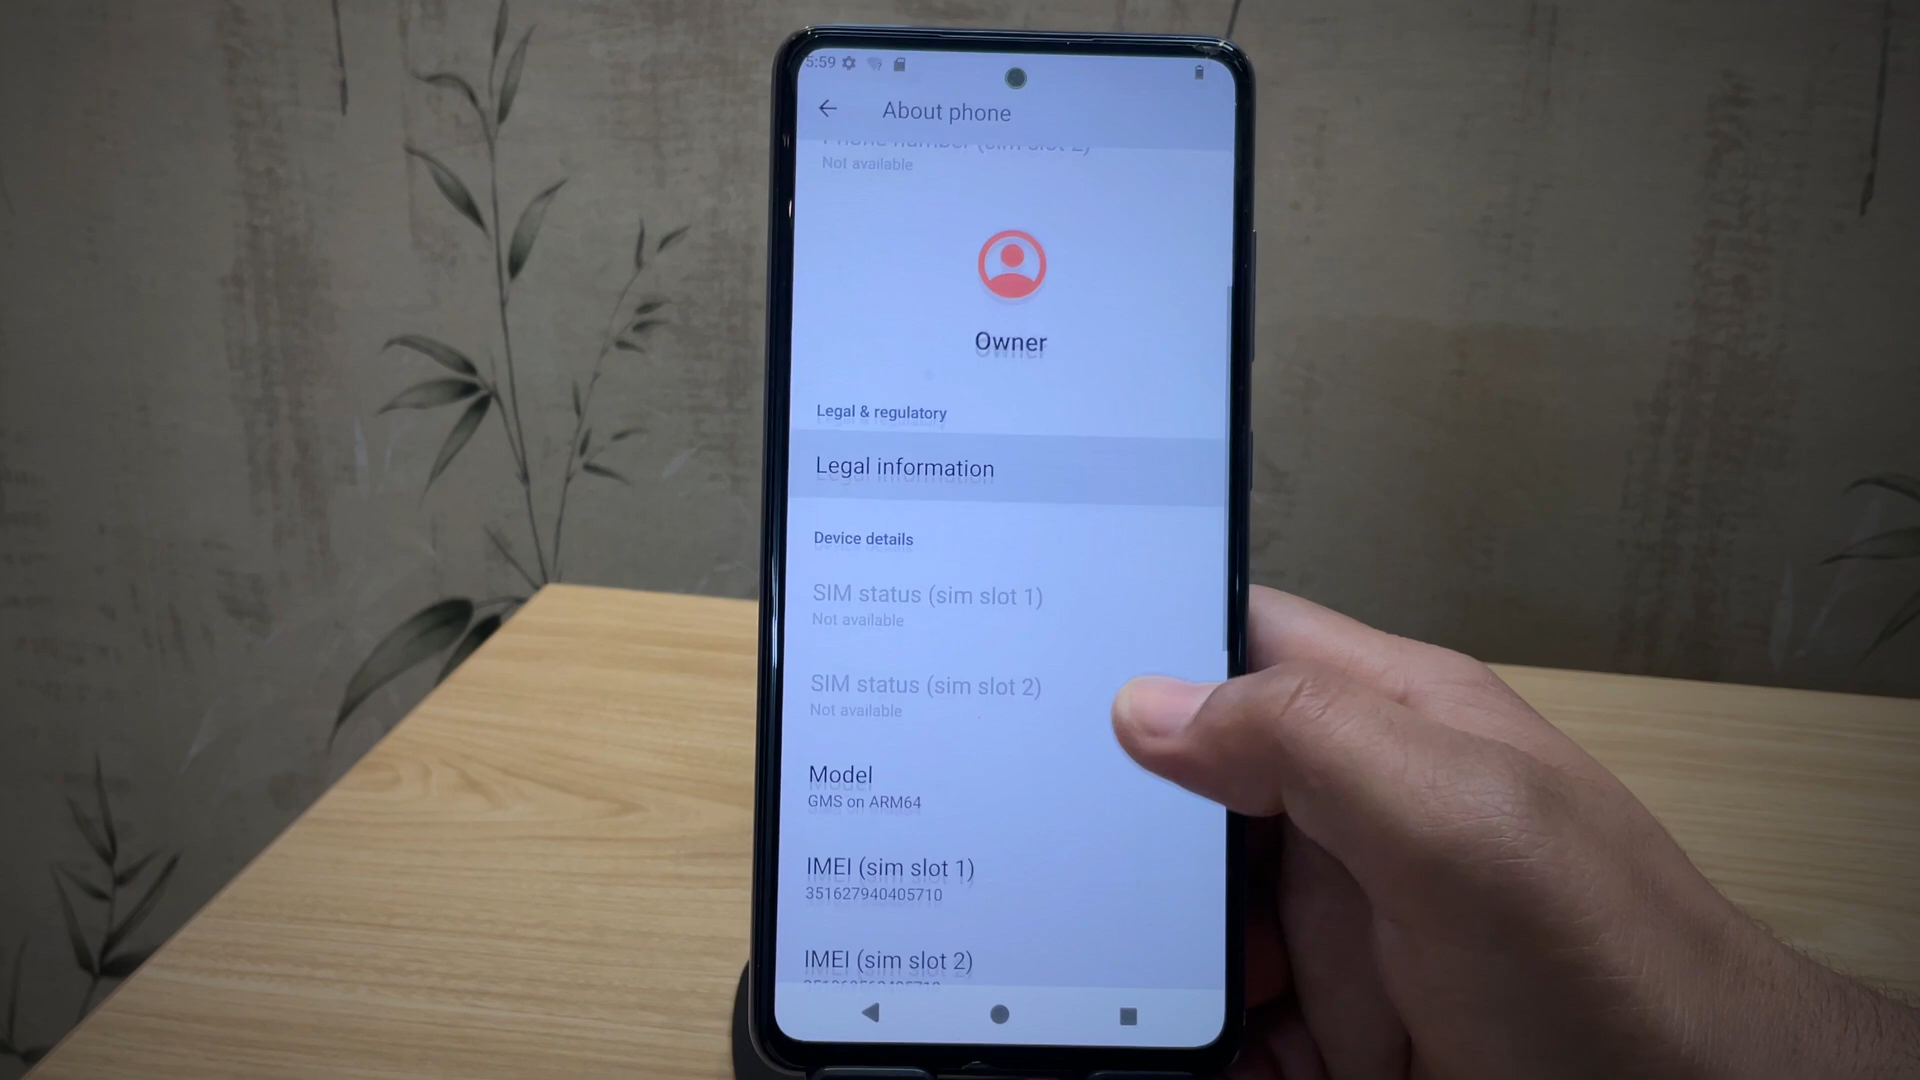 5:59
About phone
Phone number (sim slot 2)
Not available
Owner
Legal & regulatory
Legal information
Device details
SIM status (sim slot 1)
Not available
SIM status (sim slot 2)
Not available
Model
GMS on ARM64
IMEI (sim slot 1)
351627940405710
IMEI (sim slot 2)